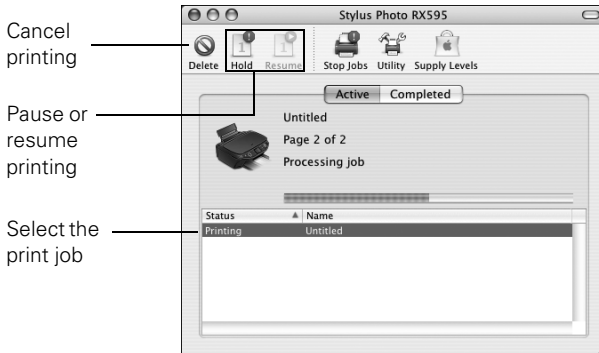 Stylus Photo RX595
Cancel
printing
Delete Hold Resume Stop Jobs Utility Supply Levels
Active Completed
Pause or
resume
printing
Untitled
Page 2 of 2
Processing job
Select the
print job
Status Name
Printing Untitled